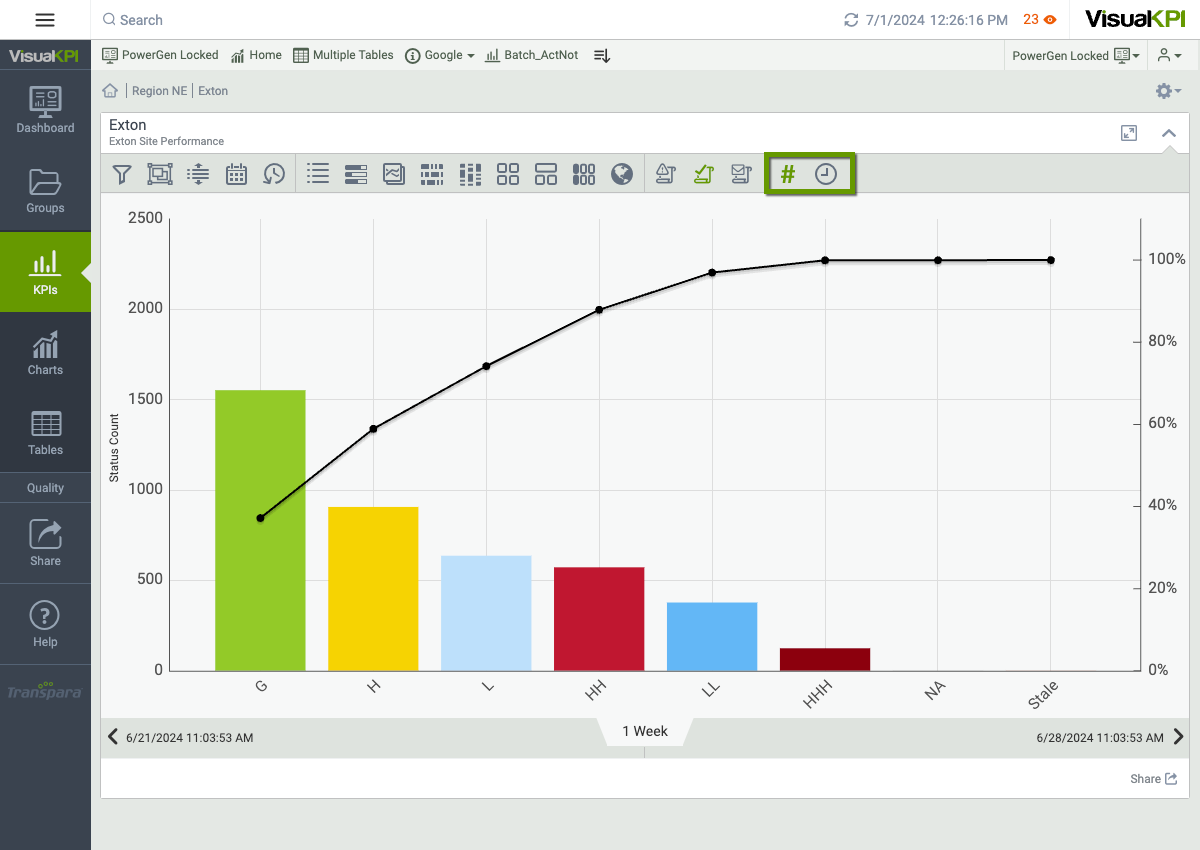 Search
7/1/2024 12:26:16 PM
23
VisualKPI
VisualKPI
PowerGen Locked
Home
Multiple Tables
Google
Batch_ActNot
PowerGen Locked
Region NE
Exton
Dashboard
Groups
KPIs
Charts
Tables
Quality
Share
Help
Transpara
Exton
Exton Site Performance
#
2500
2000
1500
1000
500
0
Status Count
100%
80%
60%
40%
20%
0%
G
H
L
HH
LL
HHH
NA
Stale
6/21/2024 11:03:53 AM
1 Week
6/28/2024 11:03:53 AM
Share